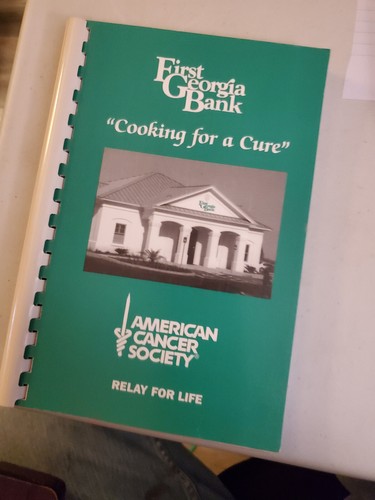 First
Georgia
Bank
"Cooking for a Cure"
AMERICAN
CANCER
SOCIETY®
RELAY FOR LIFE